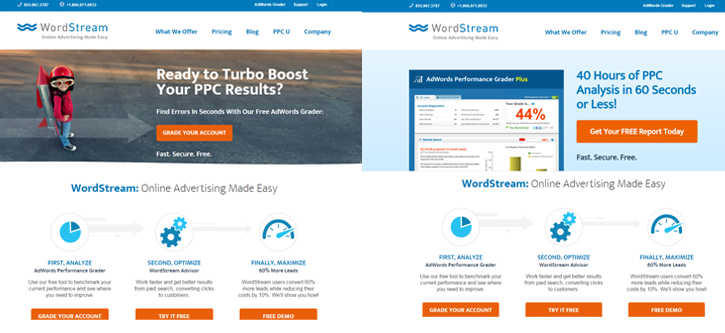 855.967.3787 +1.866.971.8933 AdWords Grader Support Login
WordStream
Online Advertising Made Easy
What We Offer Pricing Blog PPC U Company
Ready to Turbo Boost
Your PPC Results?
Find Errors In Seconds With Our Free AdWords Grader:
GRADE YOUR ACCOUNT
Fast. Secure. Free.
WordStream: Online Advertising Made Easy
FIRST, ANALYZE
AdWords Performance Grader
Use our free tool to benchmark your
current performance and see where
you need to improve.
GRADE YOUR ACCOUNT
SECOND, OPTIMIZE
WordStream Advisor
Work faster and get better results
from paid search, converting clicks
to customers.
TRY IT FREE
FINALLY, MAXIMIZE
60% More Leads
WordStream users convert 60%
more leads while reducing their
costs by 10%. We'll show you how!
FREE DEMO
855.967.3787 +1.866.971.8933 AdWords Grader Support Login
WordStream
Online Advertising Made Easy
What We Offer Pricing Blog PPC U Company
AdWords Performance Grader Plus
Your Grade is...
44%
40 Hours of PPC
Analysis in 60 Seconds
or Less!
Get Your FREE Report Today
Fast. Secure. Free.
WordStream: Online Advertising Made Easy
FIRST, ANALYZE
AdWords Performance Grader
Use our free tool to benchmark your
current performance and see where
you need to improve.
GRADE YOUR ACCOUNT
SECOND, OPTIMIZE
WordStream Advisor
Work faster and get better results
from paid search, converting clicks
to customers.
TRY IT FREE
FINALLY, MAXIMIZE
60% More Leads
WordStream users convert 60%
more leads while reducing their
costs by 10%. We'll show you how!
FREE DEMO